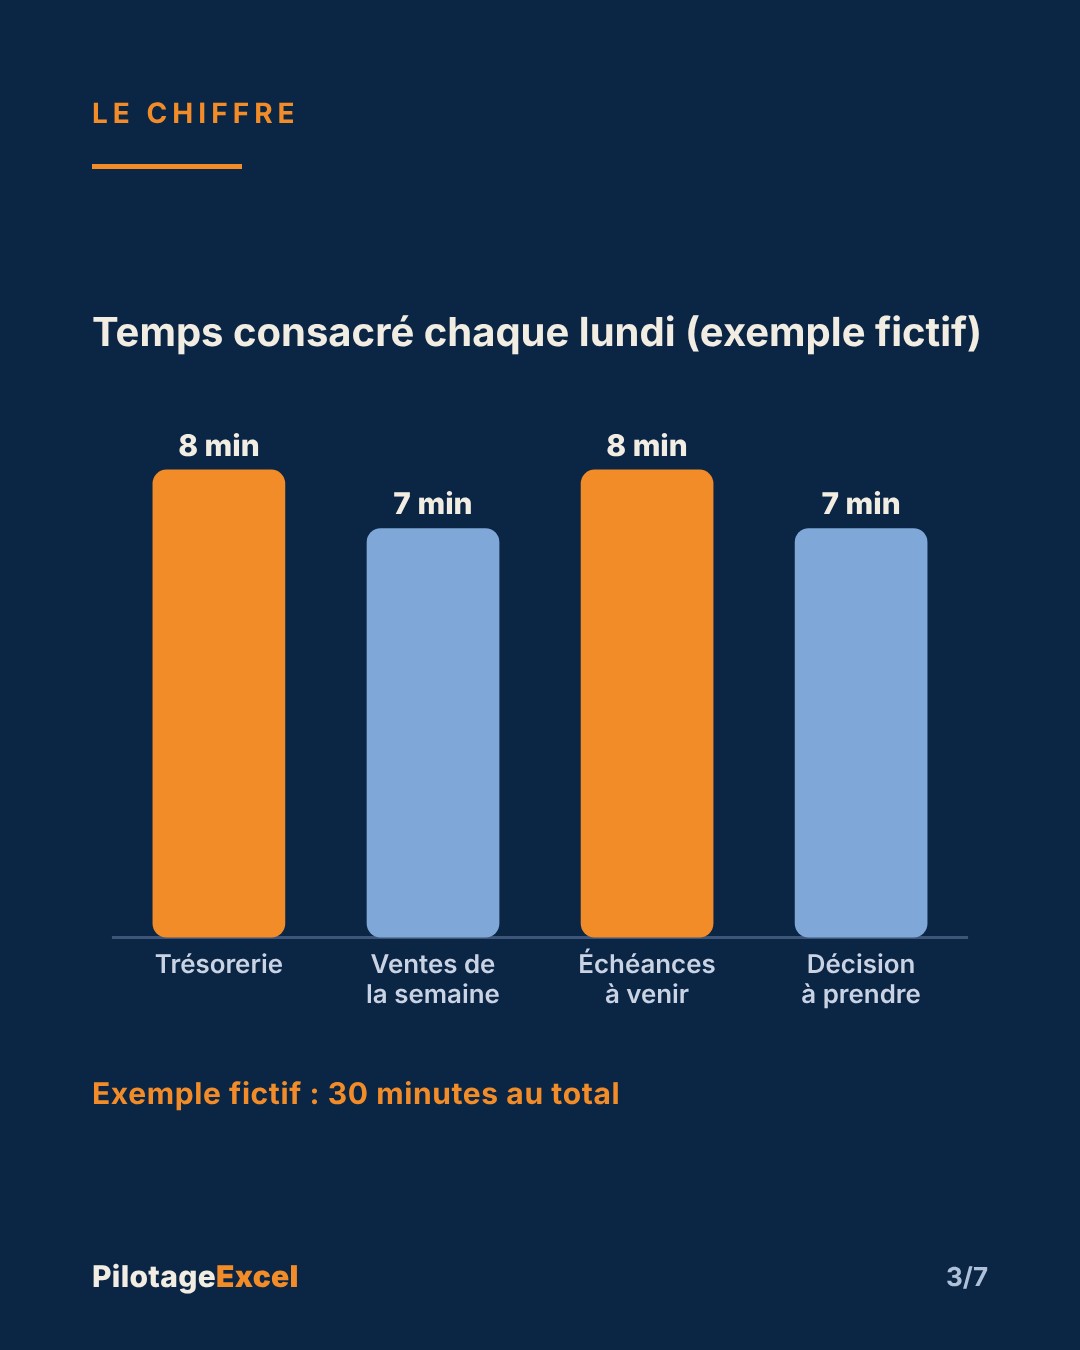 LE CHIFFRE
Temps consacré chaque lundi (exemple fictif)
8 min
7 min
8 min
7 min
Trésorerie
Ventes de
la semaine
Échéances
à venir
Décision
à prendre
Exemple fictif : 30 minutes au total
PilotageExcel
3/7